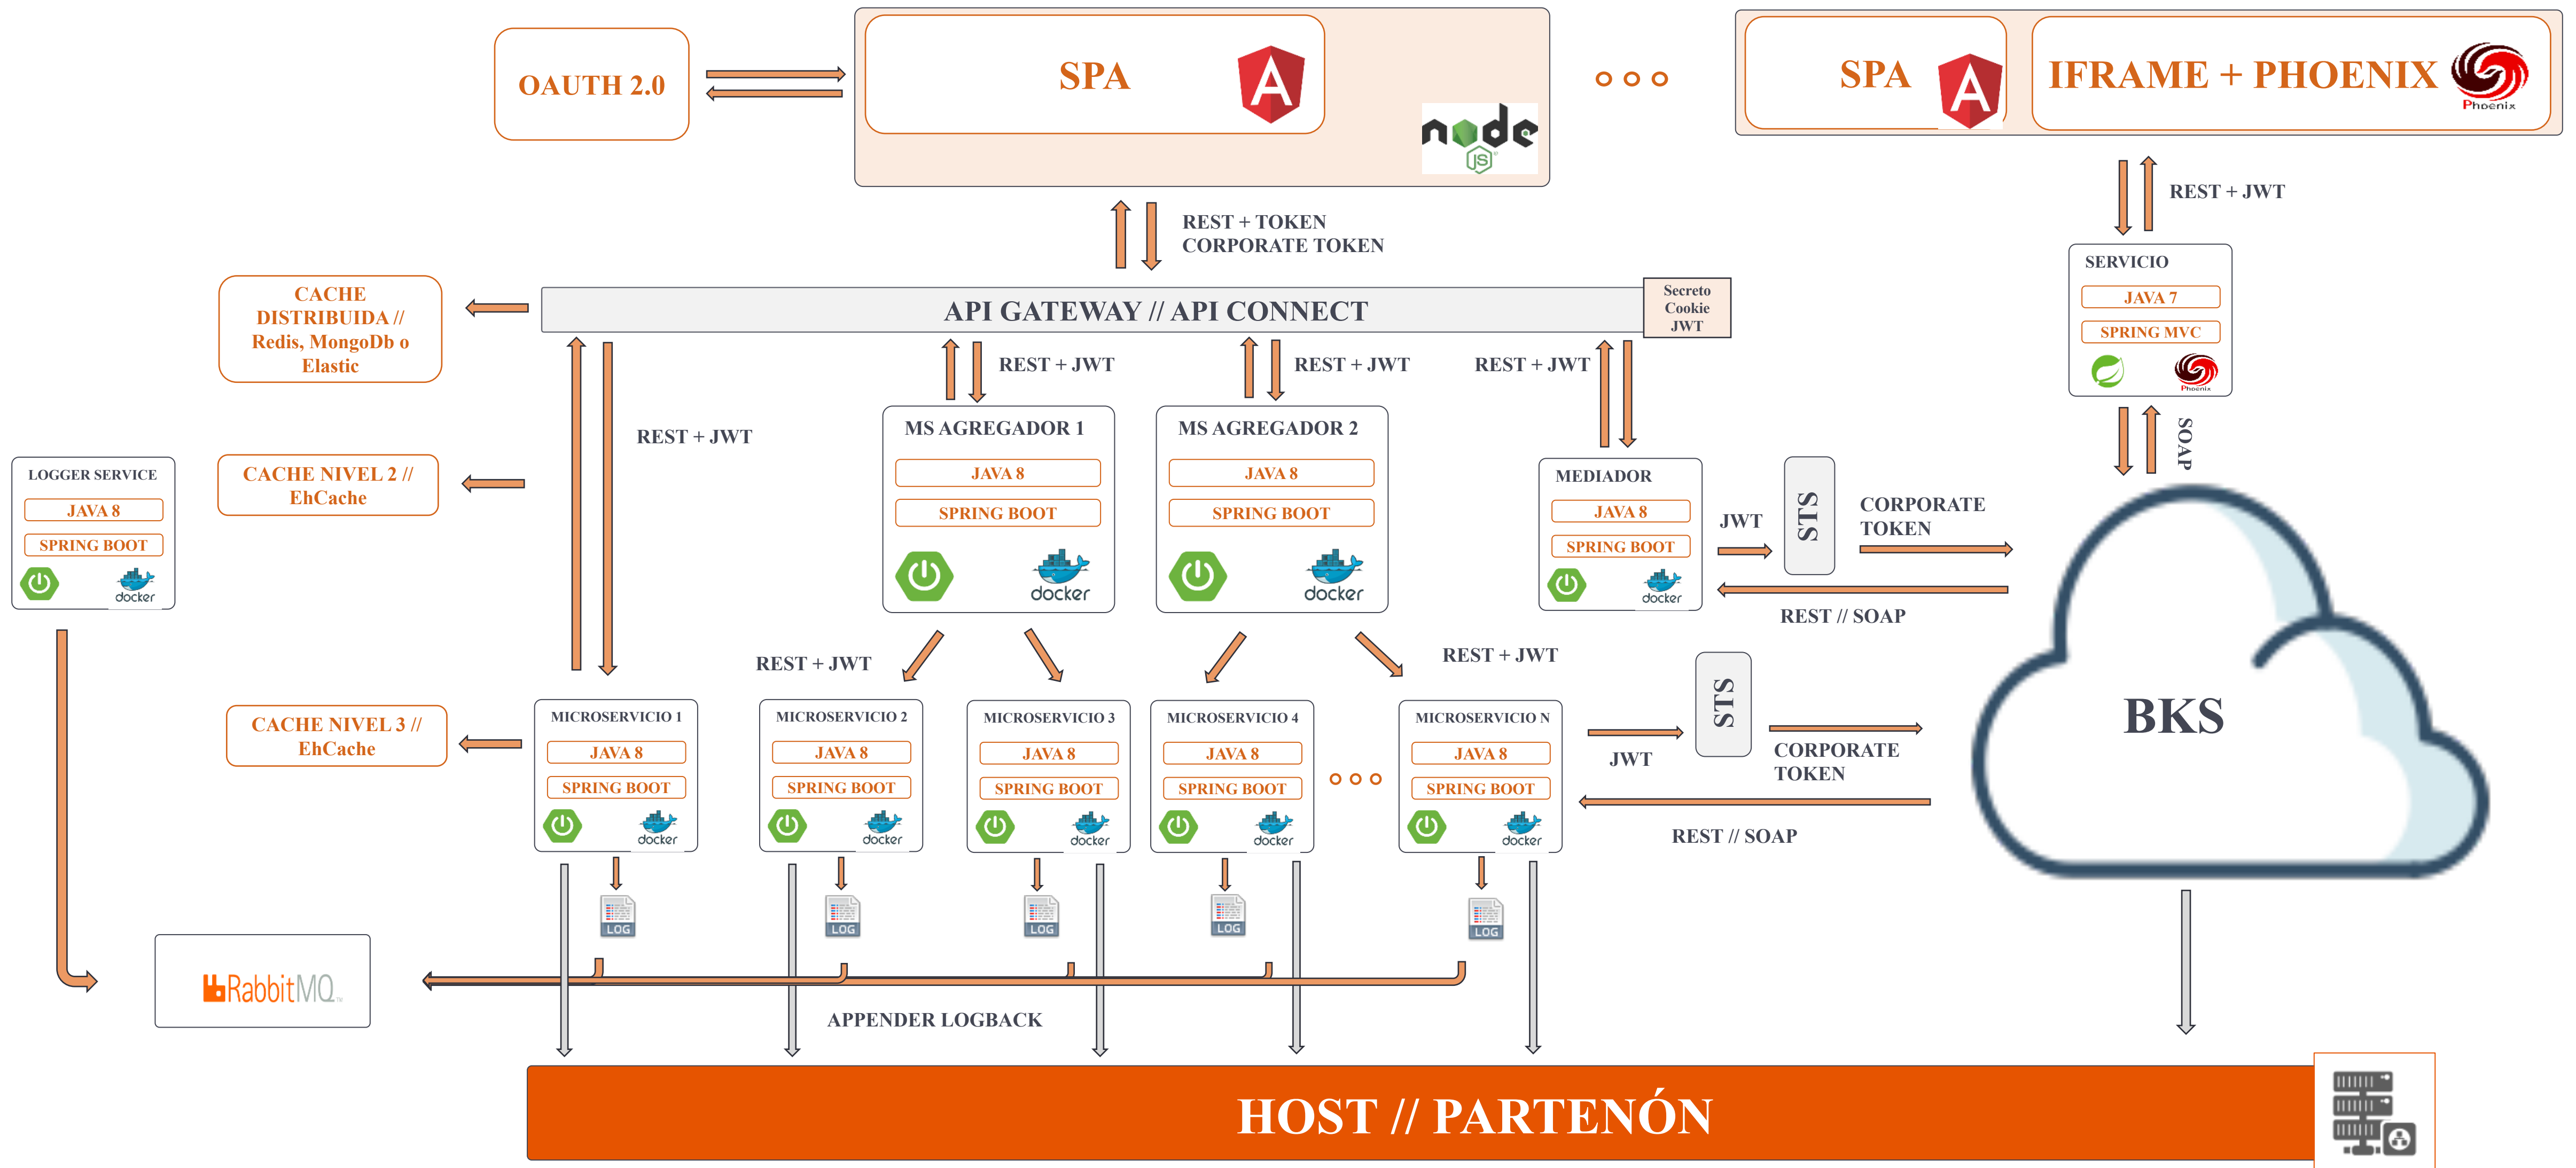 OAUTH 2.0
SPA
A
node
JS
SPA
A
IFRAME + PHOENIX
Phoenix
REST + TOKEN
CORPORATE TOKEN
REST + JWT
SERVICIO
JAVA 7
SPRING MVC
Phoenix
SOAP
CACHE
DISTRIBUIDA //
Redis, MongoDb o
Elastic
API GATEWAY // API CONNECT
Secreto
Cookie
JWT
REST + JWT
REST + JWT
REST + JWT
REST + JWT
CACHE NIVEL 2 //
EhCache
LOGGER SERVICE
JAVA 8
SPRING BOOT
docker
MS AGREGADOR 1
JAVA 8
SPRING BOOT
docker
MS AGREGADOR 2
JAVA 8
SPRING BOOT
docker
MEDIADOR
JAVA 8
SPRING BOOT
docker
JWT
STS
CORPORATE
TOKEN
REST // SOAP
REST + JWT
REST + JWT
CACHE NIVEL 3 //
EhCache
MICROSERVICIO 1
JAVA 8
SPRING BOOT
docker
MICROSERVICIO 2
JAVA 8
SPRING BOOT
docker
MICROSERVICIO 3
JAVA 8
SPRING BOOT
docker
MICROSERVICIO 4
JAVA 8
SPRING BOOT
docker
MICROSERVICIO N
JAVA 8
SPRING BOOT
docker
JWT
STS
CORPORATE
TOKEN
REST // SOAP
BKS
LOG
LOG
LOG
LOG
LOG
RabbitMQ
APPENDER LOGBACK
HOST // PARTENÓN